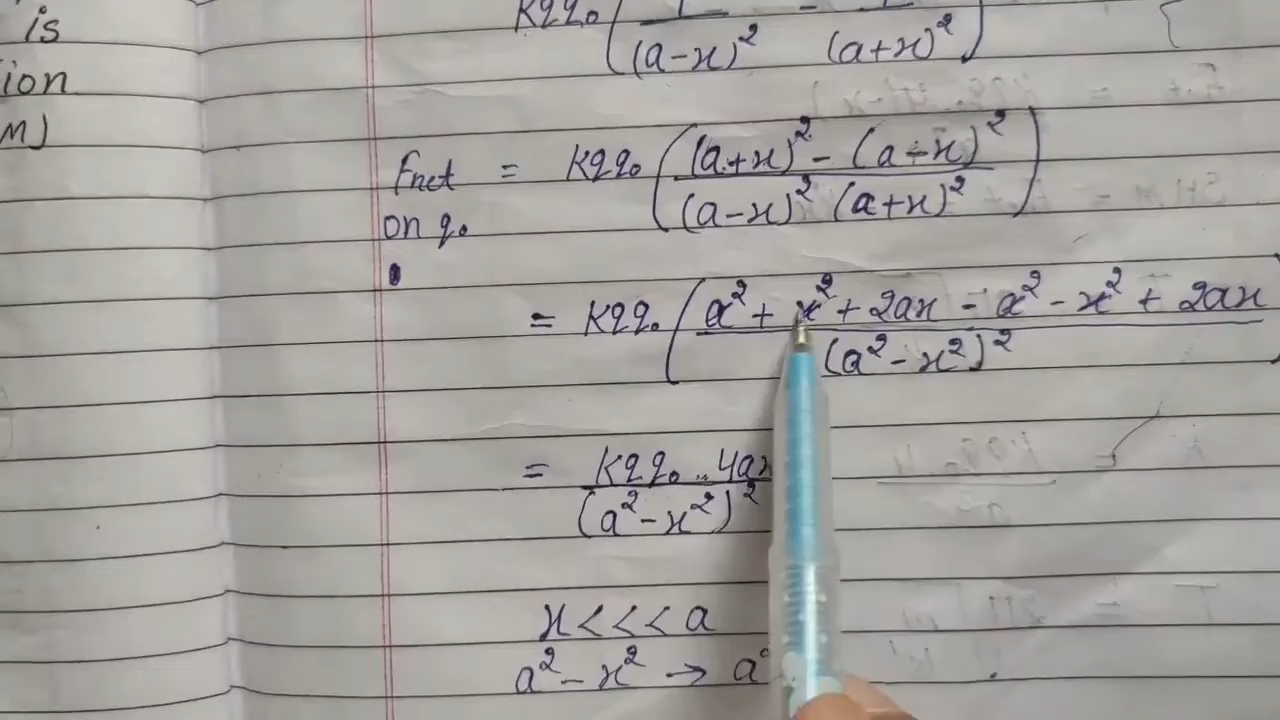 is
ion
M)
Kqq₀ ( 1/(a-x)² - 1/(a+x)² )
Fnet on q₀ = Kqq₀ ( ((a+x)² - (a-x)²) / ((a-x)² (a+x)²) )
= Kqq₀ ( (a² + x² + 2ax - a² - x² + 2ax) / (a² - x²)² )
= Kqq₀ . 4ax / (a² - x²)²
x <<< a
a² - x² → a²